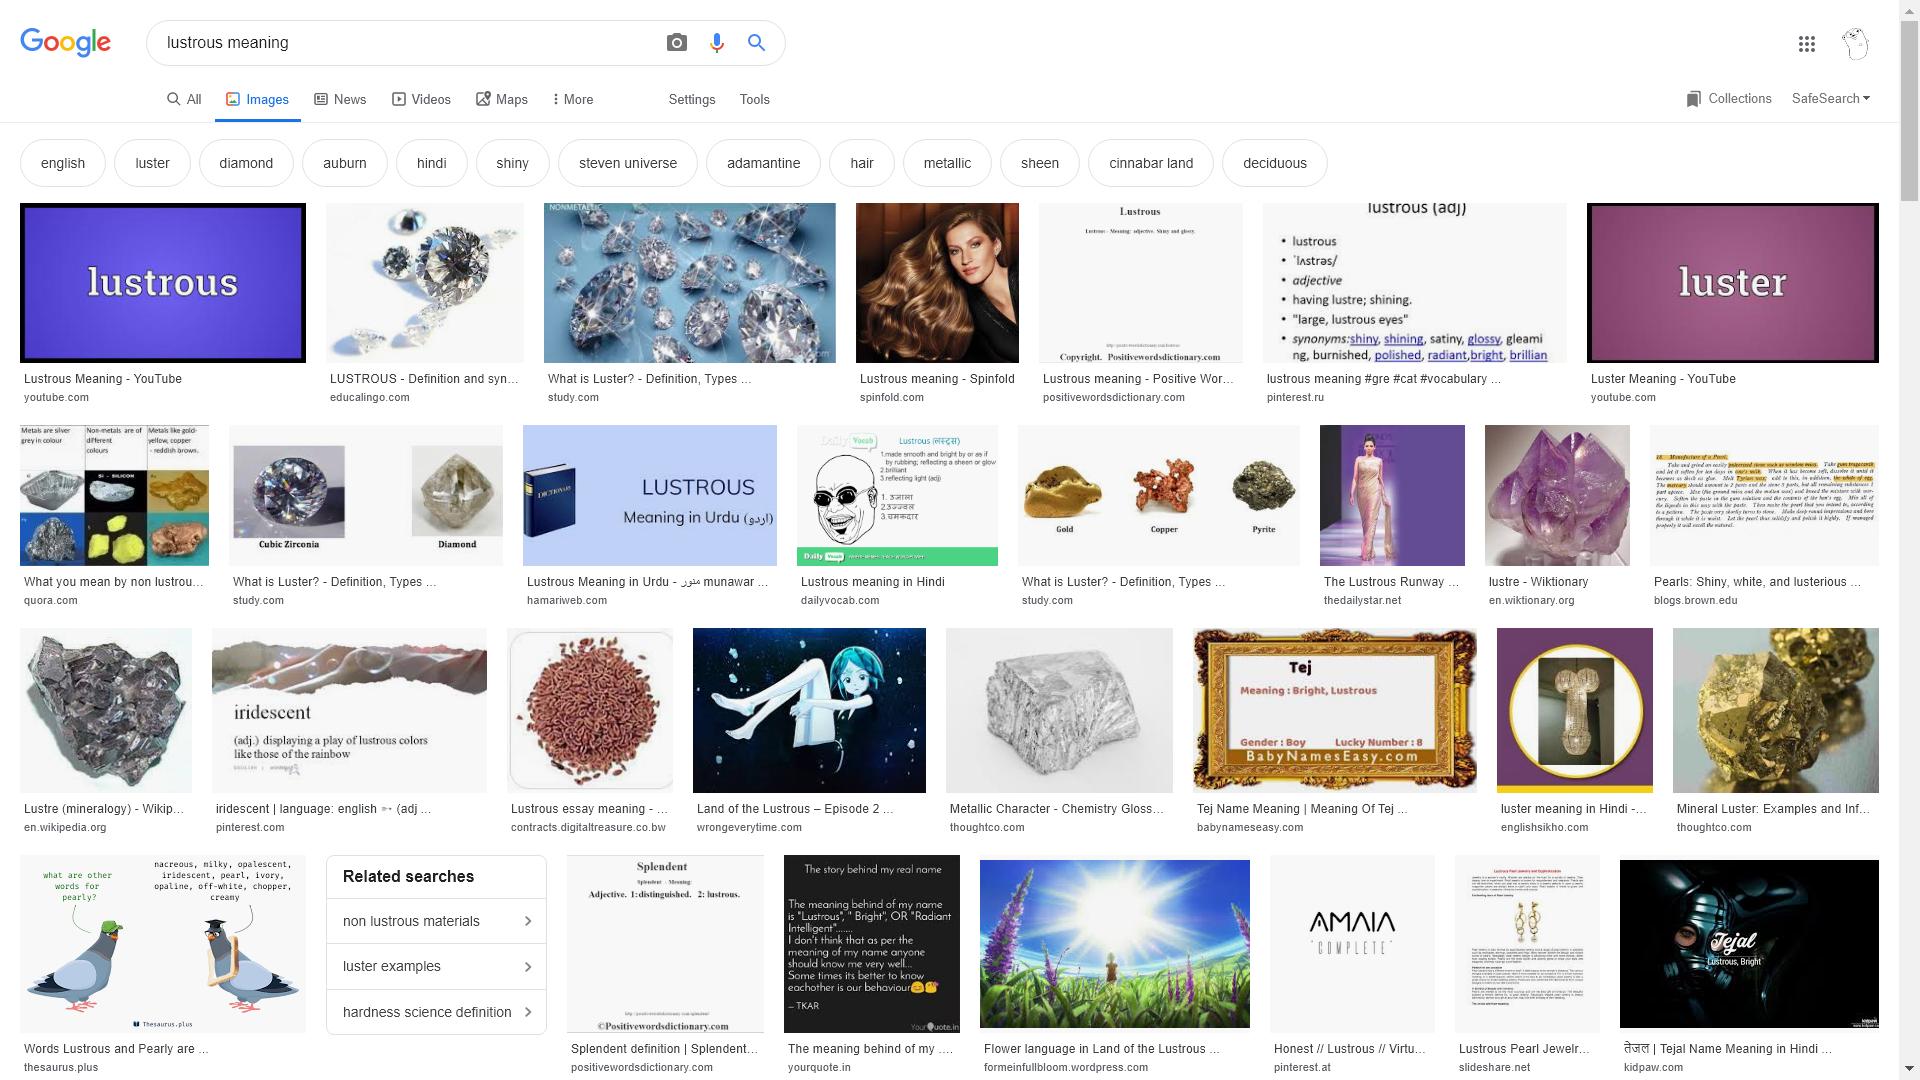 Google
lustrous meaning
All
Images
News
Videos
Maps
More
Settings
Tools
Collections
SafeSearch
english
luster
diamond
auburn
hindi
shiny
steven universe
adamantine
hair
metallic
sheen
cinnabar land
deciduous
lustrous
NONMETALLIC
Lustrous
Lustrous - Meaning: adjective. Shiny and glossy.
Copyright. Positivewordsdictionary.com
lustrous (adj)
• lustrous
• ˈlʌstrəs/
• adjective
• having lustre; shining.
• "large, lustrous eyes"
• synonyms:shiny, shining, satiny, glossy, gleami
ng, burnished, polished, radiant,bright, brillian
luster
Lustrous Meaning - YouTube
youtube.com
LUSTROUS - Definition and syn...
educalingo.com
What is Luster? - Definition, Types ...
study.com
Lustrous meaning - Spinfold
spinfold.com
Lustrous meaning - Positive Wor...
positivewordsdictionary.com
lustrous meaning #gre #cat #vocabulary ...
pinterest.ru
Luster Meaning - YouTube
youtube.com
Metals are silver
grey in colour
Non-metals are of
different
colours
Metals like gold-
yellow, copper
- reddish brown.
Si - SILICON
Cubic Zirconia
Diamond
DICTIONARY
LUSTROUS
Meaning in Urdu (اردو)
Daily Vocab
Lustrous (लस्ट्रस)
1.made smooth and bright by or as if
by rubbing; reflecting a sheen or glow
2.brilliant
3.reflecting light (adj)
1. उजाला
2.उज्ज्वल
3.चमकदार
Daily Vocab
Gold
Copper
Pyrite
What you mean by non lustrou...
quora.com
What is Luster? - Definition, Types ...
study.com
Lustrous Meaning in Urdu - منور munawar ...
hamariweb.com
Lustrous meaning in Hindi
dailyvocab.com
What is Luster? - Definition, Types ...
study.com
The Lustrous Runway ...
thedailystar.net
lustre - Wiktionary
en.wiktionary.org
Pearls: Shiny, white, and lusterious ...
blogs.brown.edu
iridescent
(adj.) displaying a play of lustrous colors
like those of the rainbow
Tej
Meaning : Bright, Lustrous
Gender : Boy
Lucky Number : 8
BabyNamesEasy.com
Lustre (mineralogy) - Wikip...
en.wikipedia.org
iridescent | language: english ➵ (adj ...
pinterest.com
Lustrous essay meaning - ...
contracts.digitaltreasure.co.bw
Land of the Lustrous – Episode 2 ...
wrongeverytime.com
Metallic Character - Chemistry Gloss...
thoughtco.com
Tej Name Meaning | Meaning Of Tej ...
babynameseasy.com
luster meaning in Hindi -...
englishsikho.com
Mineral Luster: Examples and Inf...
thoughtco.com
what are other
words for
pearly?
nacreous, milky, opalescent,
iridescent, pearl, ivory,
opaline, off-white, chopper,
creamy
Thesaurus.plus
Related searches
non lustrous materials
luster examples
hardness science definition
Splendent
Splendent - Meaning:
Adjective. 1:distinguished. 2: lustrous.
©Positivewordsdictionary.com
The story behind my real name
The meaning behind of my name
is "Lustrous", " Bright", OR "Radiant
Intelligent".......
I don't think that as per the
meaning of my name anyone
should know me very well...
Some times its better to know
eachother is our behaviour😊💝
– TKAR
YourQuote.in
AMAIA
"COMPLETE"
Lustrous Pearl Jewelry and Sophistication
Tejal
Lustrous, Bright
kidpaw
www.kidpaw.com
Words Lustrous and Pearly are ...
thesaurus.plus
Splendent definition | Splendent...
positivewordsdictionary.com
The meaning behind of my ....
yourquote.in
Flower language in Land of the Lustrous ...
formeinfullbloom.wordpress.com
Honest // Lustrous // Virtu...
pinterest.at
Lustrous Pearl Jewelr...
slideshare.net
तेजल | Tejal Name Meaning in Hindi ...
kidpaw.com